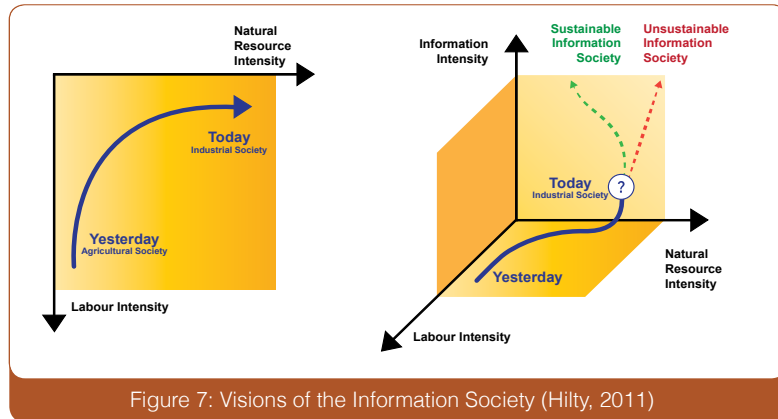 Natural
Resource
Intensity
Today
Industrial Society
Yesterday
Agricultural Society
Labour Intensity
Information
Intensity
Sustainable
Information
Society
Unsustainable
Information
Society
Today
Industrial Society
?
Yesterday
Natural
Resource
Intensity
Labour Intensity
Figure 7: Visions of the Information Society (Hilty, 2011)